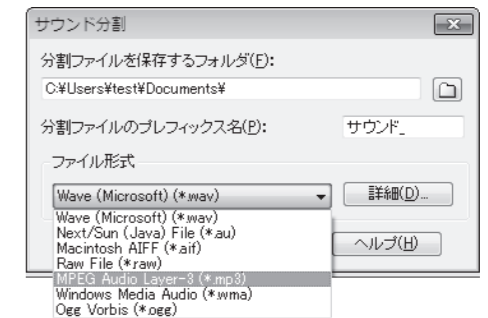 サウンド分割
分割ファイルを保存するフォルダ(F):
C:¥Users¥test¥Documents¥
分割ファイルのプレフィックス名(P): サウンド_
ファイル形式
Wave (Microsoft) (*.wav) 詳細(D)...
Wave (Microsoft) (*.wav)
Next/Sun (Java) File (*.au)
Macintosh AIFF (*.aif)
Raw File (*.raw)
MPEG Audio Layer-3 (*.mp3)
Windows Media Audio (*.wma)
Ogg Vorbis (*.ogg)
ヘルプ(H)